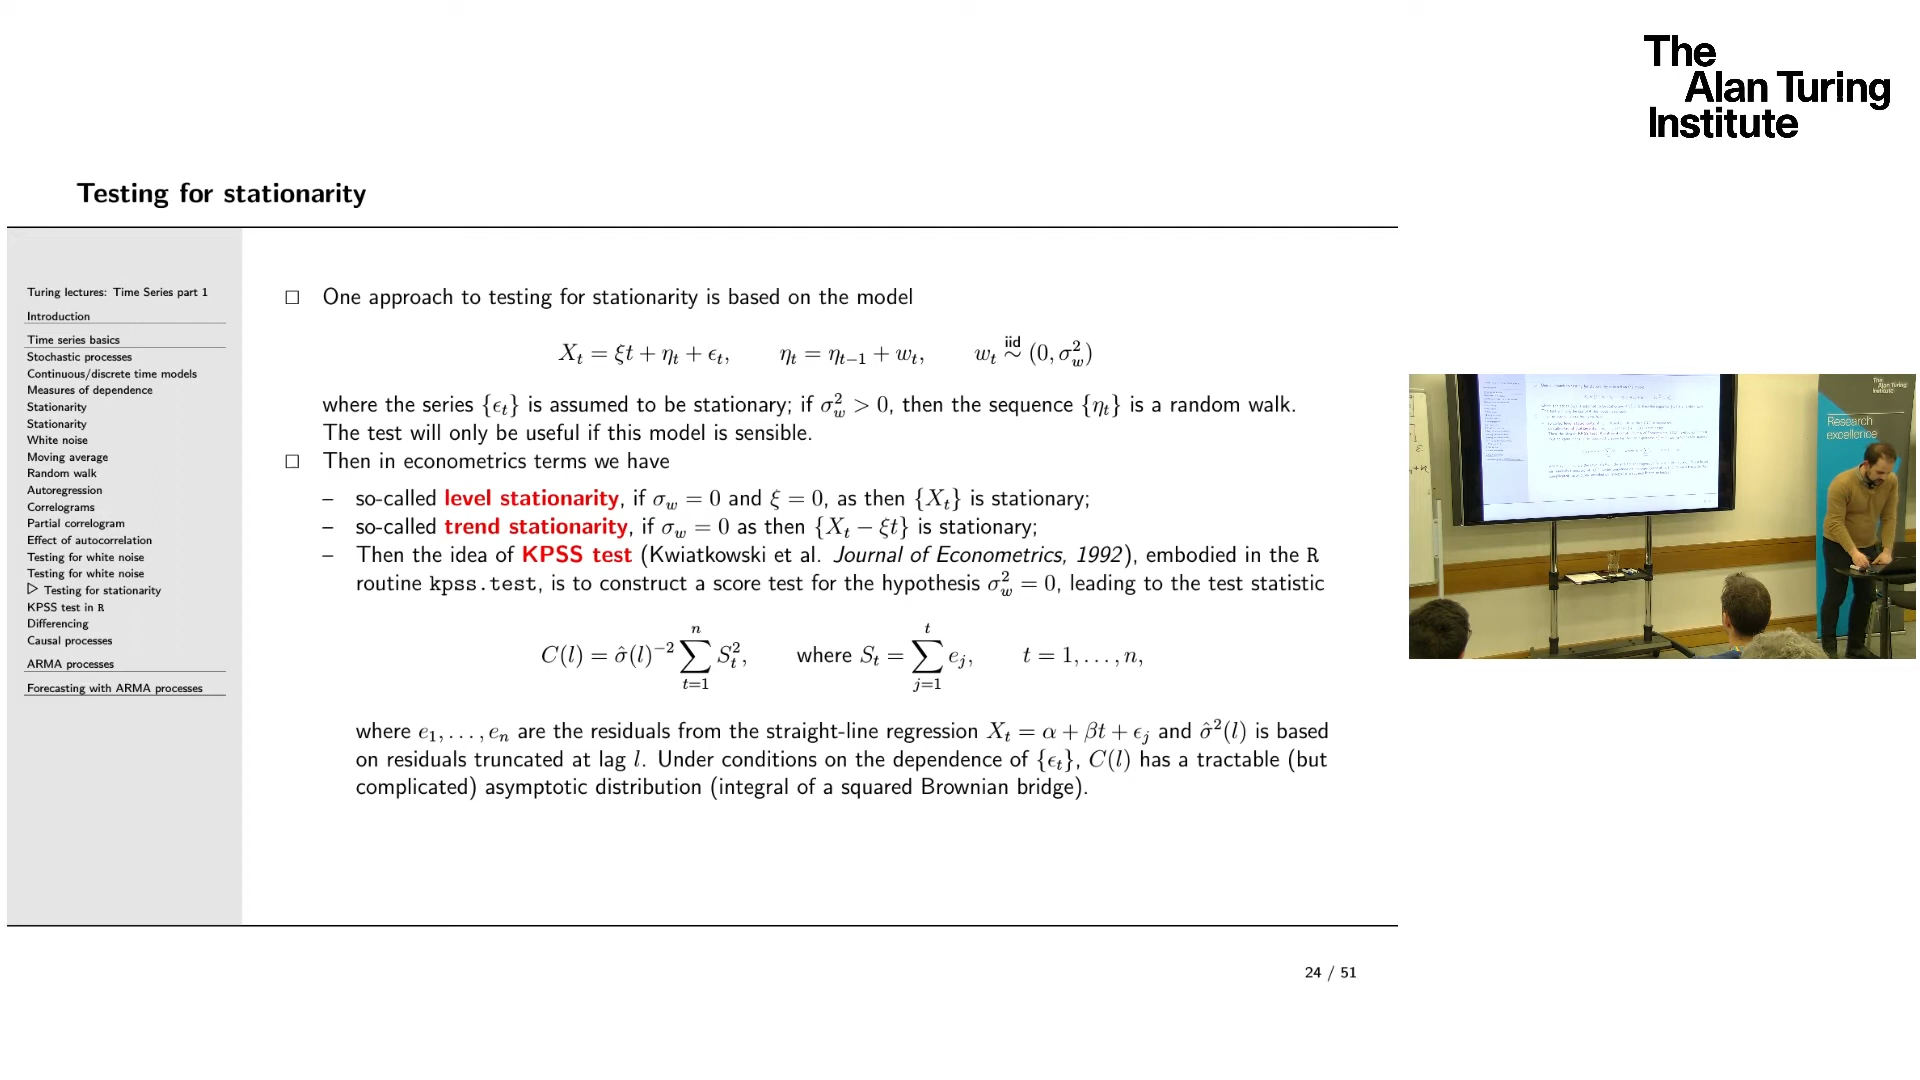 The
Alan Turing
Institute
Testing for stationarity
Turing lectures: Time Series part 1
Introduction
Time series basics
Stochastic processes
Continuous/discrete time models
Measures of dependence
Stationarity
Stationarity
White noise
Moving average
Random walk
Autoregression
Correlograms
Partial correlogram
Effect of autocorrelation
Testing for white noise
Testing for white noise
▷ Testing for stationarity
KPSS test in R
Differencing
Causal processes
ARMA processes
Forecasting with ARMA processes
□ One approach to testing for stationarity is based on the model
X_t = ξt + η_t + ϵ_t, η_t = η_{t−1} + w_t, w_t ~^{iid} (0, σ_w^2)
where the series {ϵ_t} is assumed to be stationary; if σ_w^2 > 0, then the sequence {η_t} is a random walk.
The test will only be useful if this model is sensible.
□ Then in econometrics terms we have
– so-called level stationarity, if σ_w = 0 and ξ = 0, as then {X_t} is stationary;
– so-called trend stationarity, if σ_w = 0 as then {X_t − ξt} is stationary;
– Then the idea of KPSS test (Kwiatkowski et al. Journal of Econometrics, 1992), embodied in the R
routine kpss.test, is to construct a score test for the hypothesis σ_w^2 = 0, leading to the test statistic
C(l) = σ̂(l)^{−2} ∑_{t=1}^{n} S_t^2, where S_t = ∑_{j=1}^{t} e_j, t = 1, . . . , n,
where e_1, . . . , e_n are the residuals from the straight-line regression X_t = α + βt + ϵ_j and σ̂^2(l) is based
on residuals truncated at lag l. Under conditions on the dependence of {ϵ_t}, C(l) has a tractable (but
complicated) asymptotic distribution (integral of a squared Brownian bridge).
24 / 51
The
Alan Turing
Institute
Research
excellence